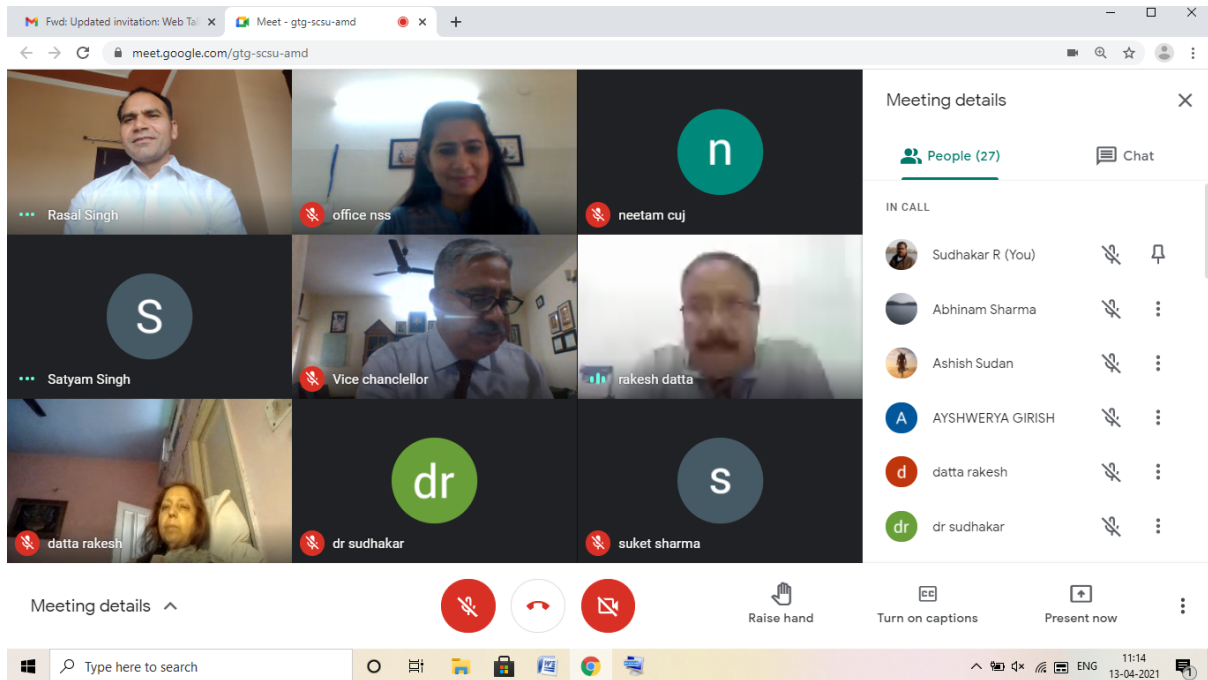 Fwd: Updated invitation: Web Tal
Meet - gtg-scsu-amd
meet.google.com/gtg-scsu-amd
Rasal Singh
office nss
n
neetam cuj
S
Satyam Singh
Vice chanclellor
rakesh datta
datta rakesh
dr
dr sudhakar
s
suket sharma
Meeting details
People (27)
Chat
IN CALL
Sudhakar R (You)
Abhinam Sharma
Ashish Sudan
A
AYSHWERYA GIRISH
d
datta rakesh
dr
dr sudhakar
Meeting details
Raise hand
CC
Turn on captions
Present now
Type here to search
ENG
11:14
13-04-2021
1